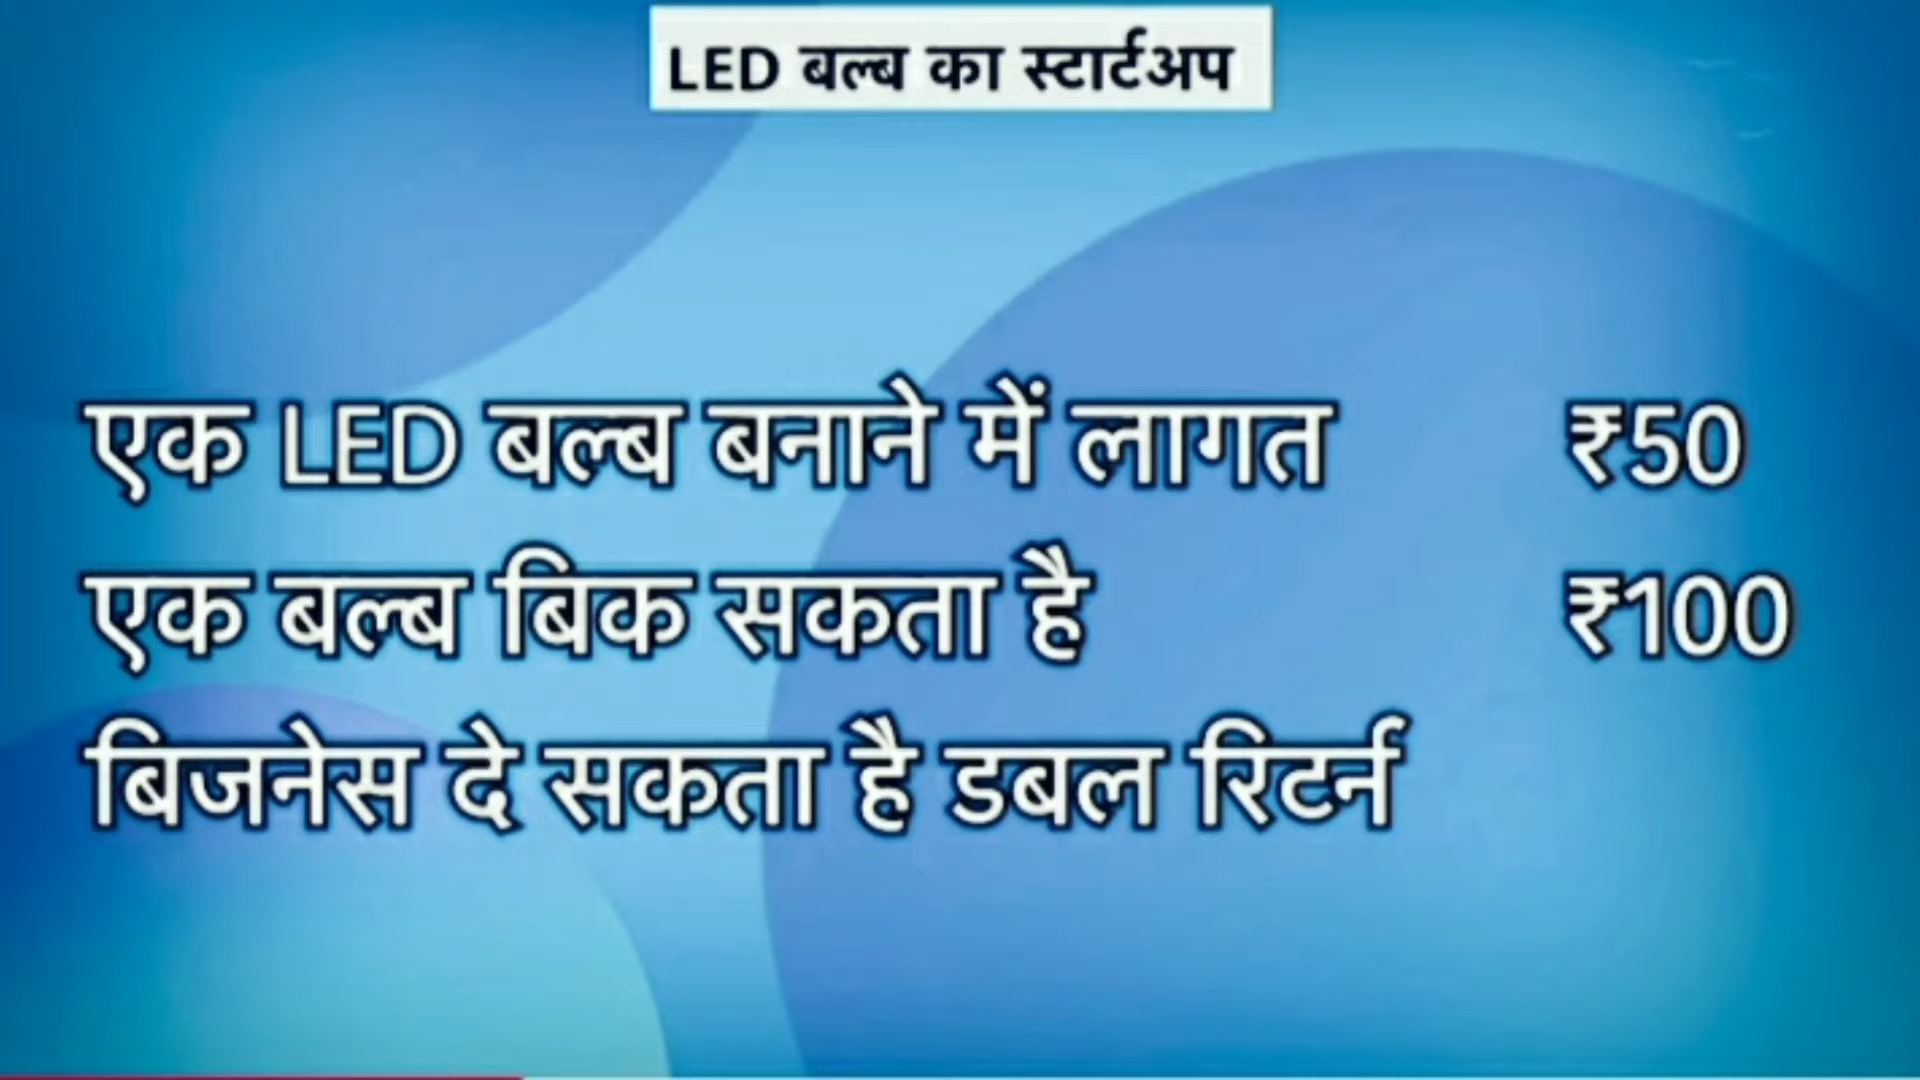 LED बल्ब का स्टार्टअप
एक LED बल्ब बनाने में लागत ₹50
एक बल्ब बिक सकता है ₹100
बिजनेस दे सकता है डबल रिटर्न